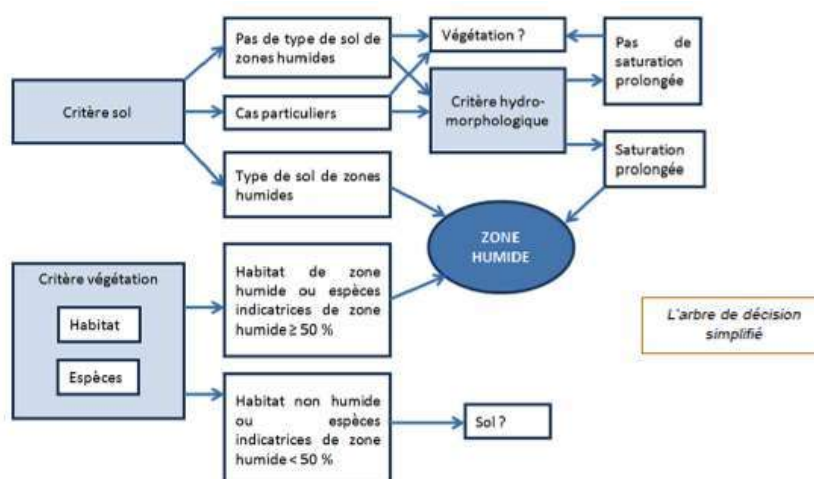 Pas de type de sol de
zones humides
Végétation ?
Pas de
saturation
prolongée
Critère sol
Cas particuliers
Critère hydro-
morphologique
Type de sol de zones
humides
Saturation
prolongée
ZONE
HUMIDE
Critère végétation
Habitat
Espèces
Habitat de zone
humide ou espèces
indicatrices de zone
humide ≥ 50 %
L'arbre de décision
simplifié
Habitat non humide
ou espèces
indicatrices de zone
humide < 50 %
Sol ?